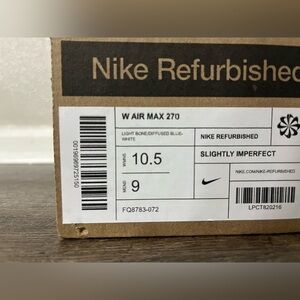 Nike Refurbished
W AIR MAX 270
LIGHT BONE/DIFFUSED BLUE-
WHITE
NIKE REFURBISHED
WMNS 10.5
SLIGHTLY IMPERFECT
MENS 9
NIKE.COM/NIKE-REFURBISHED
FQ8783-072
LPCT820216